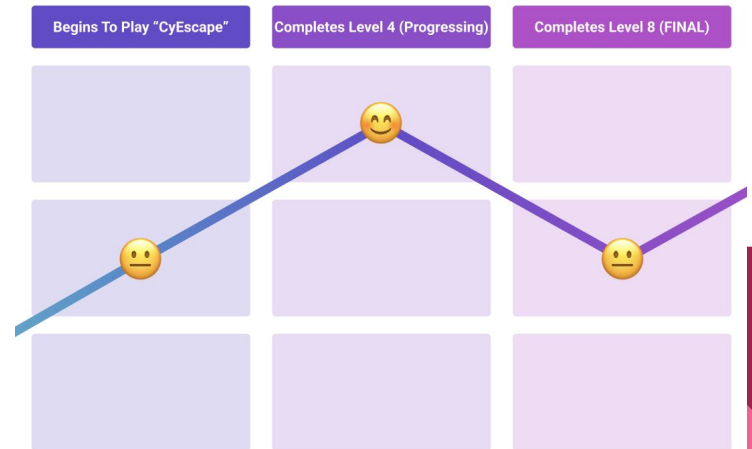 Begins To Play “CyEscape”
Completes Level 4 (Progressing)
Completes Level 8 (FINAL)